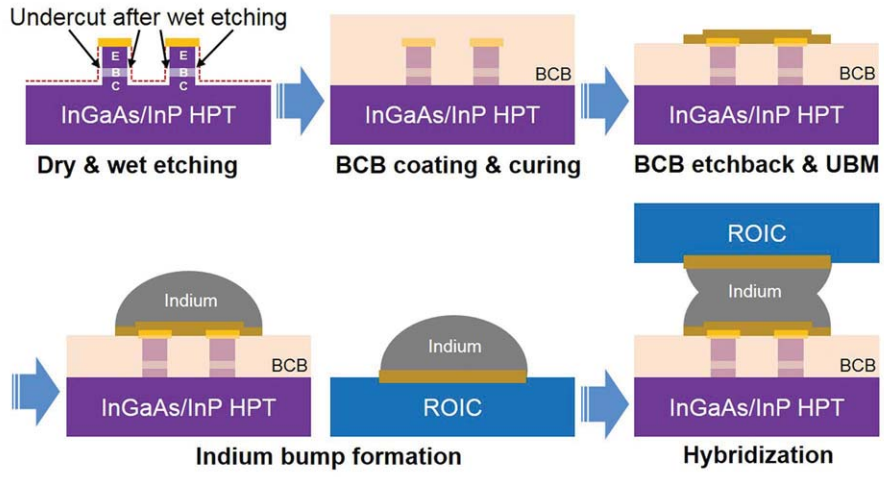 Undercut after wet etching
E
E
B
B
C
C
InGaAs/InP HPT
Dry & wet etching
BCB
InGaAs/InP HPT
BCB coating & curing
BCB
InGaAs/InP HPT
BCB etchback & UBM
Indium
BCB
InGaAs/InP HPT
Indium
ROIC
Indium bump formation
ROIC
Indium
BCB
InGaAs/InP HPT
Hybridization